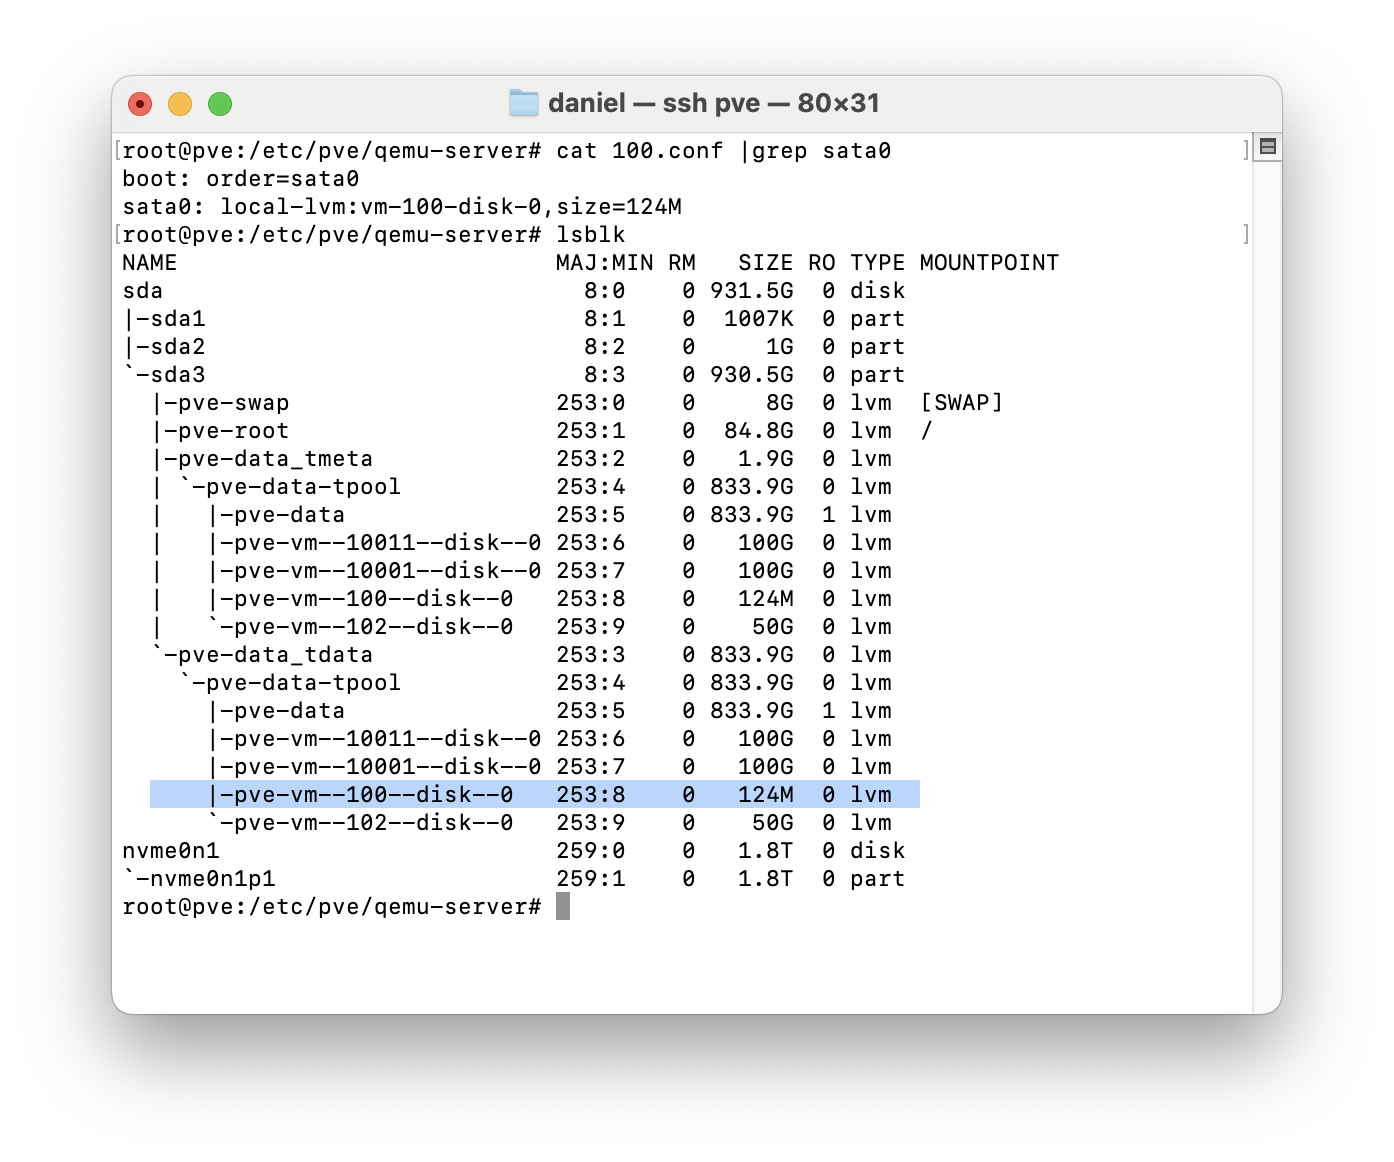 daniel — ssh pve — 80×31
[root@pve:/etc/pve/qemu-server# cat 100.conf |grep sata0                         ]
boot: order=sata0
sata0: local-lvm:vm-100-disk-0,size=124M
[root@pve:/etc/pve/qemu-server# lsblk                                            ]
NAME                           MAJ:MIN RM   SIZE RO TYPE MOUNTPOINT
sda                              8:0    0 931.5G  0 disk
|-sda1                           8:1    0  1007K  0 part
|-sda2                           8:2    0     1G  0 part
`-sda3                           8:3    0 930.5G  0 part
  |-pve-swap                   253:0    0     8G  0 lvm  [SWAP]
  |-pve-root                   253:1    0  84.8G  0 lvm  /
  |-pve-data_tmeta             253:2    0   1.9G  0 lvm
  | `-pve-data-tpool           253:4    0 833.9G  0 lvm
  |   |-pve-data               253:5    0 833.9G  1 lvm
  |   |-pve-vm--10011--disk--0 253:6    0   100G  0 lvm
  |   |-pve-vm--10001--disk--0 253:7    0   100G  0 lvm
  |   |-pve-vm--100--disk--0   253:8    0   124M  0 lvm
  |   `-pve-vm--102--disk--0   253:9    0    50G  0 lvm
  `-pve-data_tdata             253:3    0 833.9G  0 lvm
    `-pve-data-tpool           253:4    0 833.9G  0 lvm
      |-pve-data               253:5    0 833.9G  1 lvm
      |-pve-vm--10011--disk--0 253:6    0   100G  0 lvm
      |-pve-vm--10001--disk--0 253:7    0   100G  0 lvm
      |-pve-vm--100--disk--0   253:8    0   124M  0 lvm
      `-pve-vm--102--disk--0   253:9    0    50G  0 lvm
nvme0n1                        259:0    0   1.8T  0 disk
`-nvme0n1p1                    259:1    0   1.8T  0 part
root@pve:/etc/pve/qemu-server#